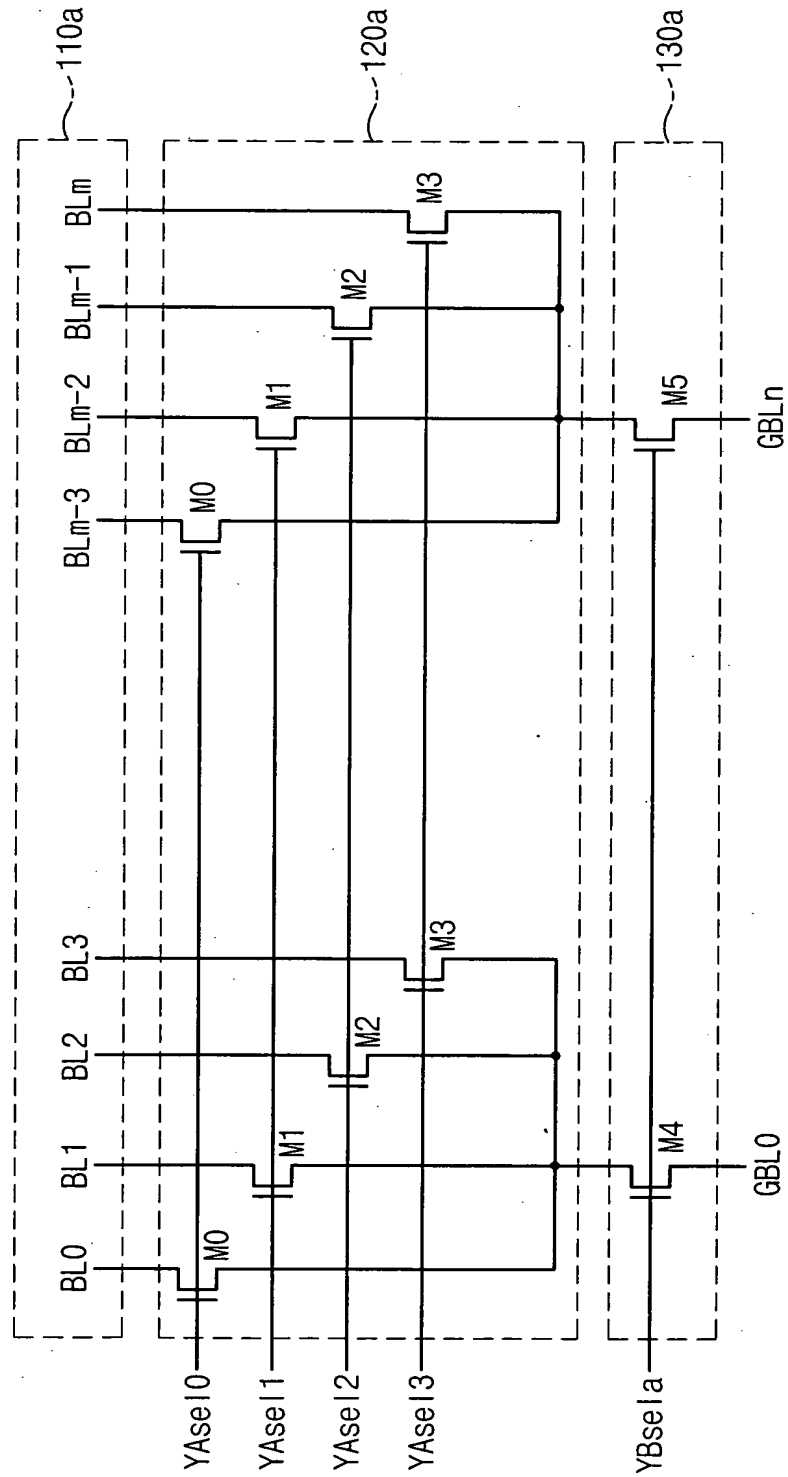 110a
BL0 BL1 BL2 BL3 BLm-3 BLm-2 BLm-1 BLm
120a
YAsel0 M0 M0
YAsel1 M1 M1
YAsel2 M2 M2
YAsel3 M3 M3
130a
YBsela M4 M5
GBL0 GBLn